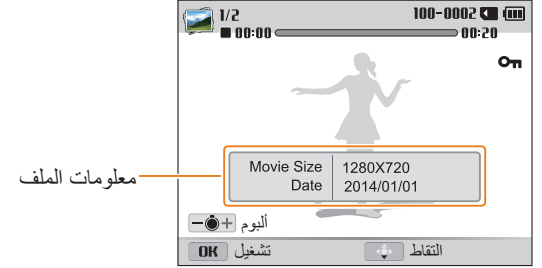 1/2
100-0002
00:00
00:20
معلومات الملف
Movie Size 1280X720
Date 2014/01/01
ألبوم
OK تشغيل
التقاط